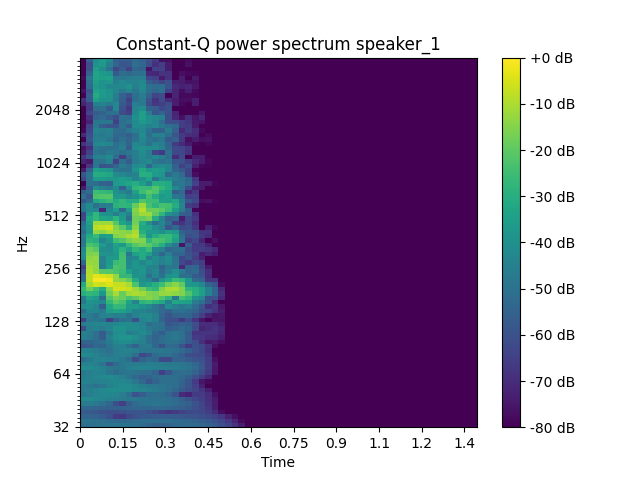 Constant-Q power spectrum speaker_1
+0 dB
-10 dB
-20 dB
-30 dB
-40 dB
-50 dB
-60 dB
-70 dB
-80 dB
Hz
2048
1024
512
256
128
64
32
0 0.15 0.3 0.45 0.6 0.75 0.9 1.1 1.2 1.4
Time